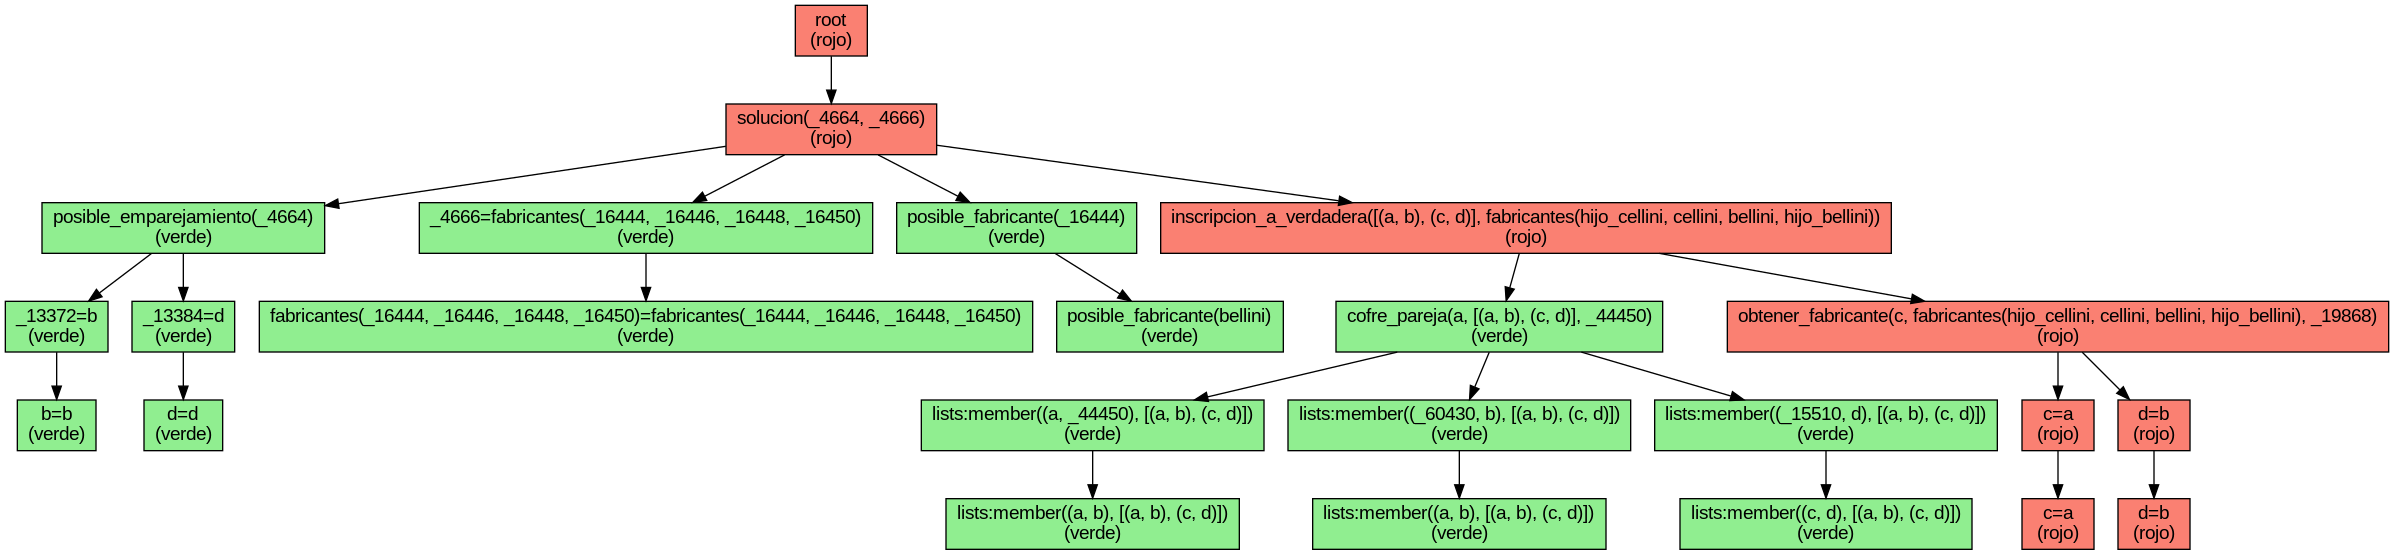 root
(rojo)
solucion(_4664, _4666)
(rojo)
posible_emparejamiento(_4664)
(verde)
_4666=fabricantes(_16444, _16446, _16448, _16450)
(verde)
posible_fabricante(_16444)
(verde)
inscripcion_a_verdadera([(a, b), (c, d)], fabricantes(hijo_cellini, cellini, bellini, hijo_bellini))
(rojo)
_13372=b
(verde)
_13384=d
(verde)
fabricantes(_16444, _16446, _16448, _16450)=fabricantes(_16444, _16446, _16448, _16450)
(verde)
posible_fabricante(bellini)
(verde)
cofre_pareja(a, [(a, b), (c, d)], _44450)
(verde)
obtener_fabricante(c, fabricantes(hijo_cellini, cellini, bellini, hijo_bellini), _19868)
(rojo)
b=b
(verde)
d=d
(verde)
lists:member((a, _44450), [(a, b), (c, d)])
(verde)
lists:member((_60430, b), [(a, b), (c, d)])
(verde)
lists:member((_15510, d), [(a, b), (c, d)])
(verde)
c=a
(rojo)
d=b
(rojo)
lists:member((a, b), [(a, b), (c, d)])
(verde)
lists:member((a, b), [(a, b), (c, d)])
(verde)
lists:member((c, d), [(a, b), (c, d)])
(verde)
c=a
(rojo)
d=b
(rojo)